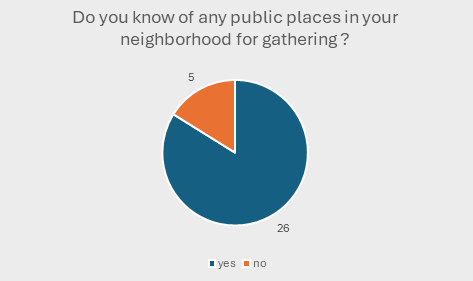 Do you know of any public places in your
neighborhood for gathering ?
5
26
yes no